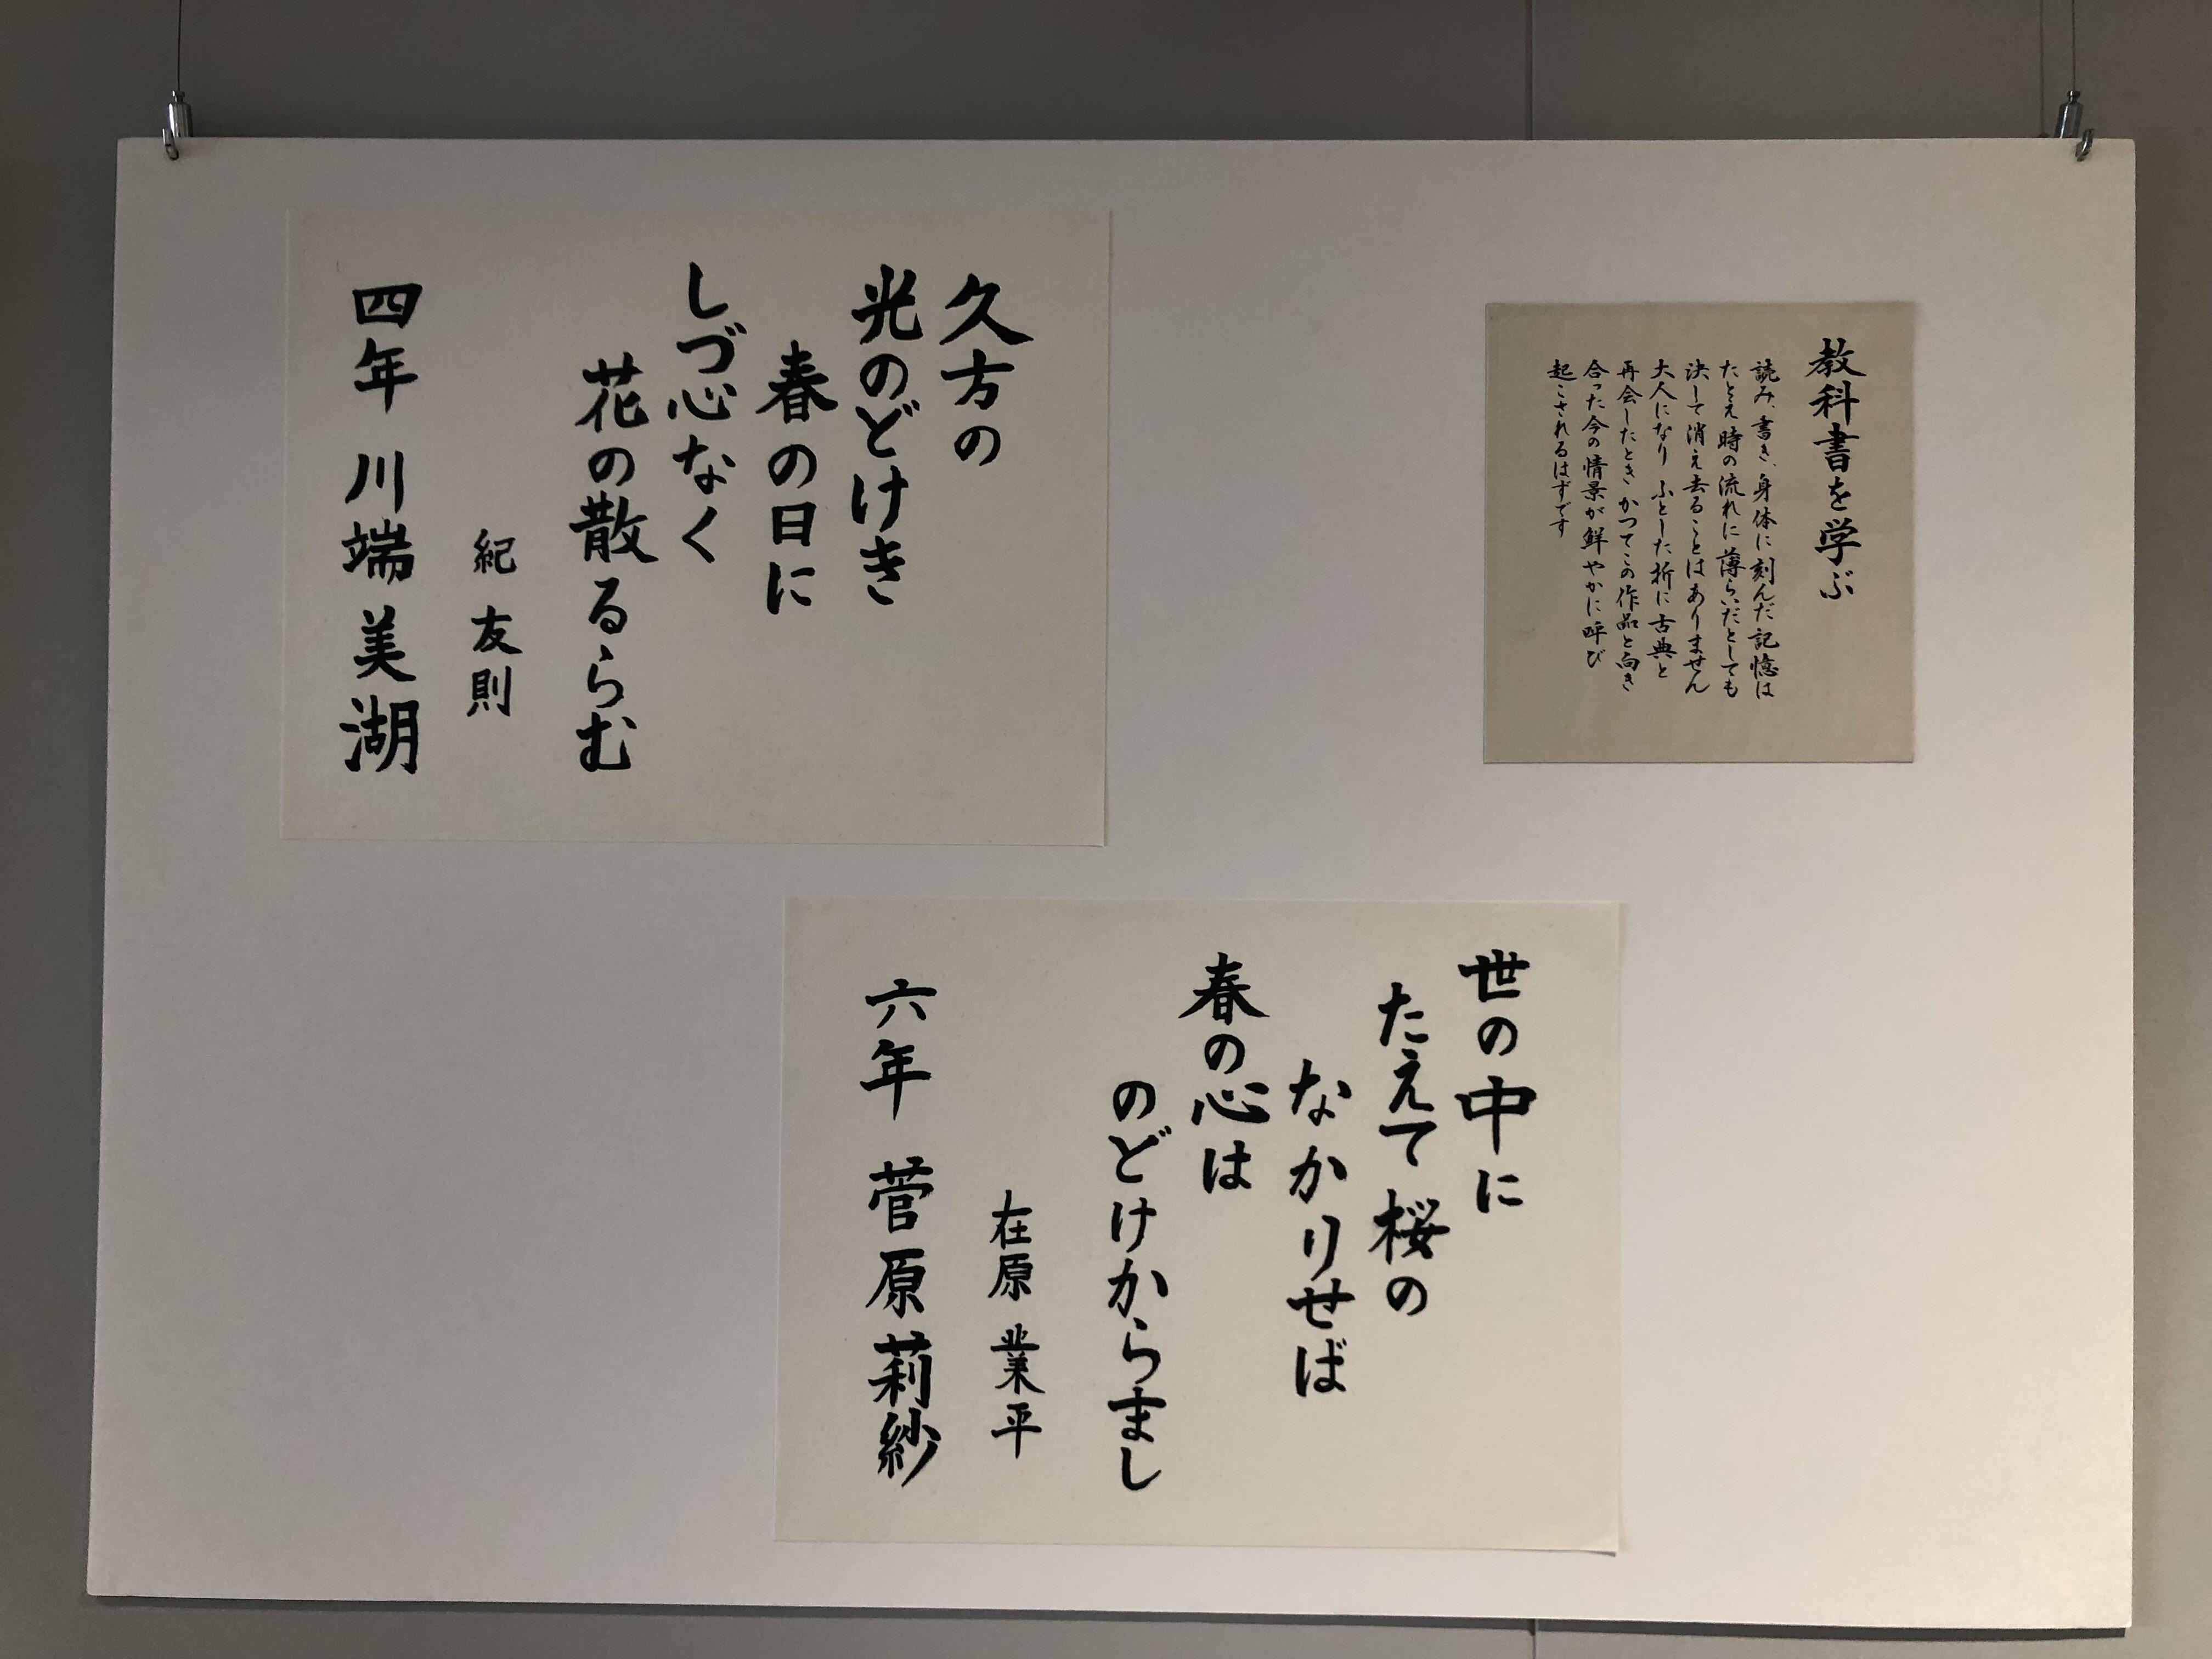 教科書を学ぶ
読み、書き、身体に刻んだ記憶は
たとえ時の流れに薄らいだとしても
決して消え去ることはありません
大人になり ふとした折に古典と
再会したとき かつてこの作品と向き
合った今の情景が鮮やかに呼び
起こされるはずです
久方の
光のどけき
春の日に
しづ心なく
花の散るらむ
紀友則
四年 川端美湖
世の中に
たえて桜の
なかりせば
春の心は
のどけからまし
在原業平
六年 菅原莉紗